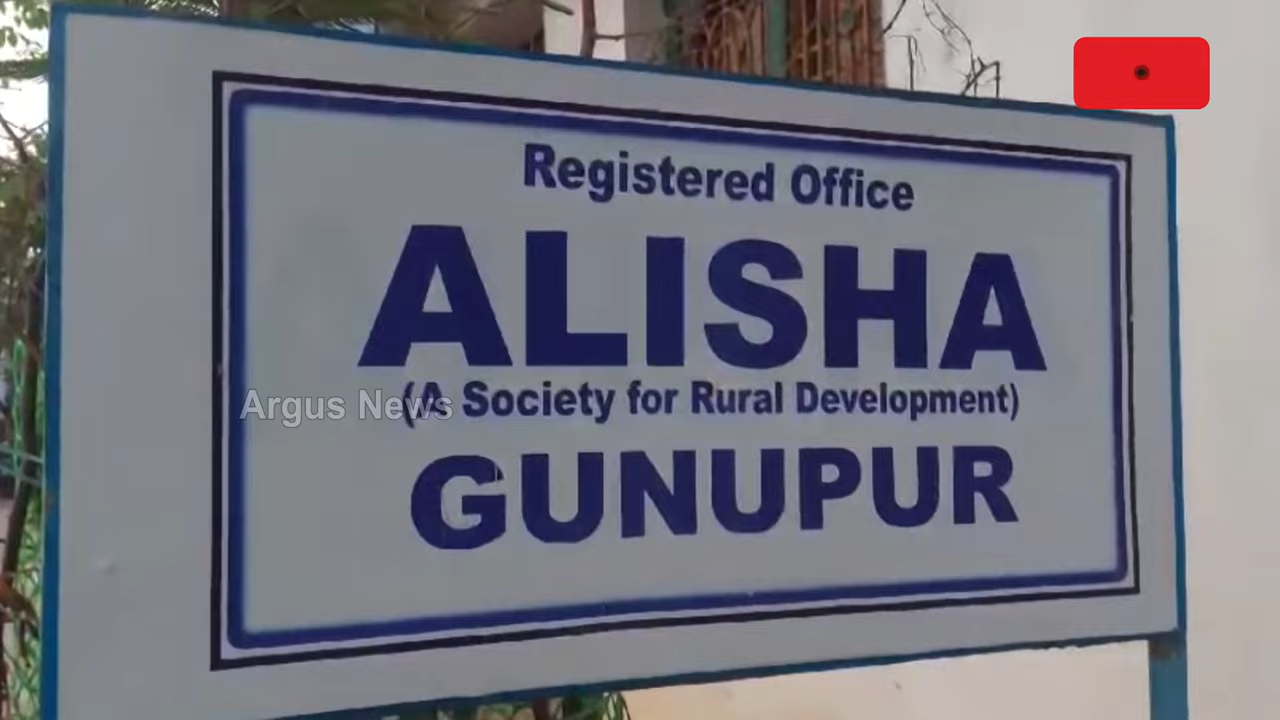 Registered Office
ALISHA
(A Society for Rural Development)
GUNUPUR
Argus News